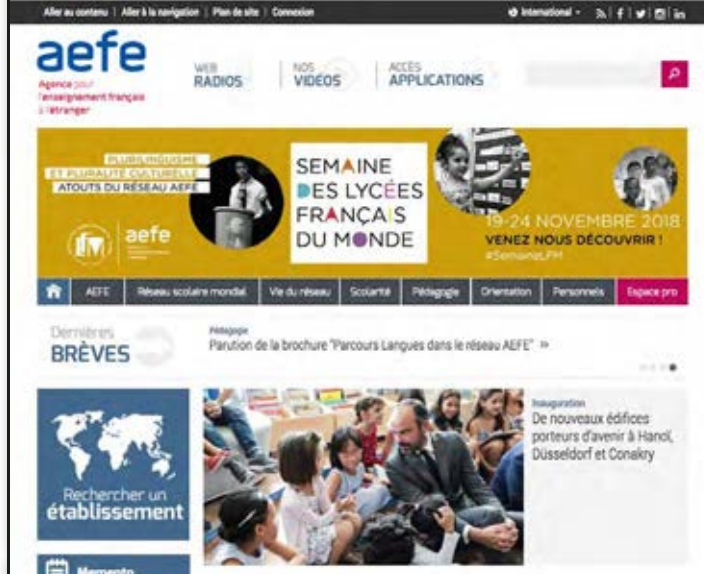 Aller au contenu | Aller à la navigation | Plan de site | Connexion
International
aefe
Agence pour
l'enseignement français
à l'étranger
WEB
RADIOS
NOS
VIDÉOS
ACCÈS
APPLICATIONS
PLURILINGUISME
ET PLURALITÉ CULTURELLE
ATOUTS DU RÉSEAU AEFE
aefe
SEMAINE
DES LYCÉES
FRANÇAIS
DU MONDE
19-24 NOVEMBRE 2018
VENEZ NOUS DÉCOUVRIR !
#SemaineLFM
AEFE
Réseau scolaire mondial
Vie du réseau
Scolarité
Pédagogie
Orientation
Personnels
Espace pro
Dernières
BRÈVES
Pédagogie
Parution de la brochure "Parcours Langues dans le réseau AEFE" »
Rechercher un
établissement
Inauguration
De nouveaux édifices
porteurs d'avenir à Hanoï,
Düsseldorf et Conakry
Memento